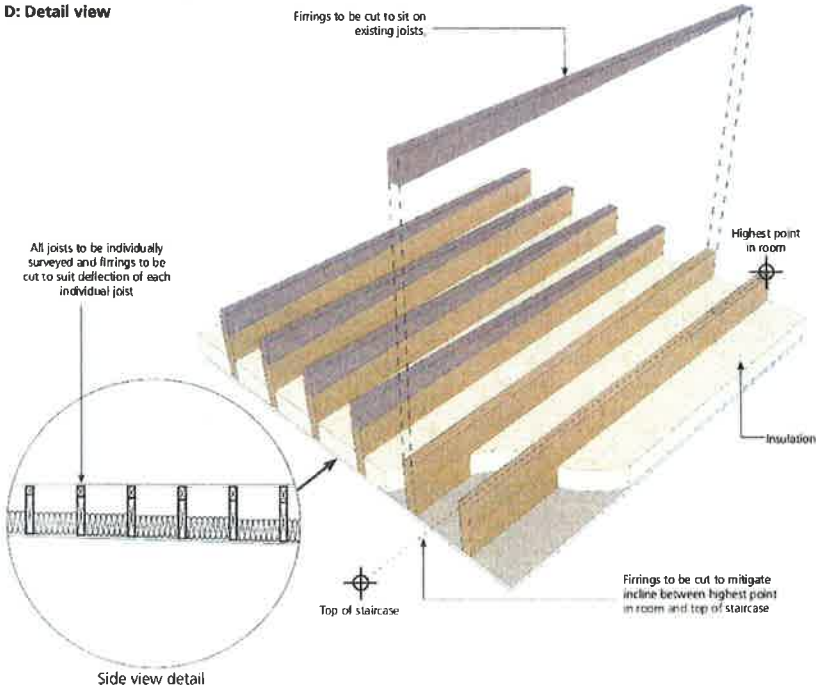 D: Detail view
Firrings to be cut to sit on
existing joists
Highest point
in room
All joists to be individually
surveyed and firrings to be
cut to suit deflection of each
individual joist
Insulation
Top of staircase
Firrings to be cut to mitigate
incline between highest point
in room and top of staircase
Side view detail